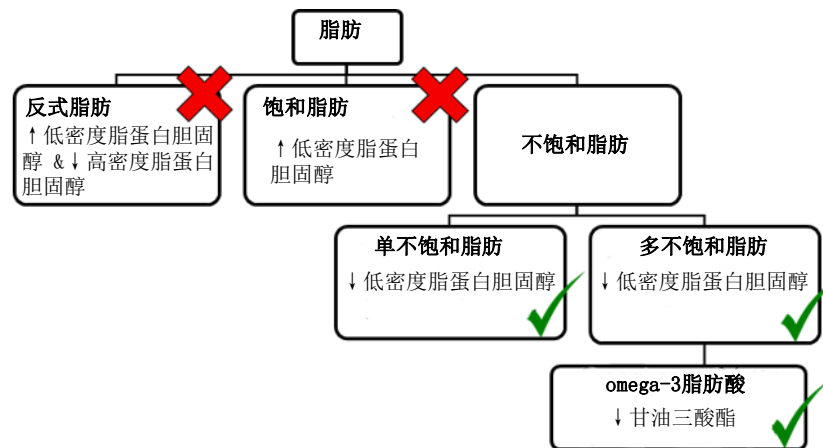 脂肪
反式脂肪
↑低密度脂蛋白胆固
醇 &↓高密度脂蛋白
胆固醇
饱和脂肪
↑低密度脂蛋白
胆固醇
不饱和脂肪
单不饱和脂肪
↓低密度脂蛋白胆固醇
多不饱和脂肪
↓低密度脂蛋白胆固醇
omega-3脂肪酸
↓甘油三酸酯